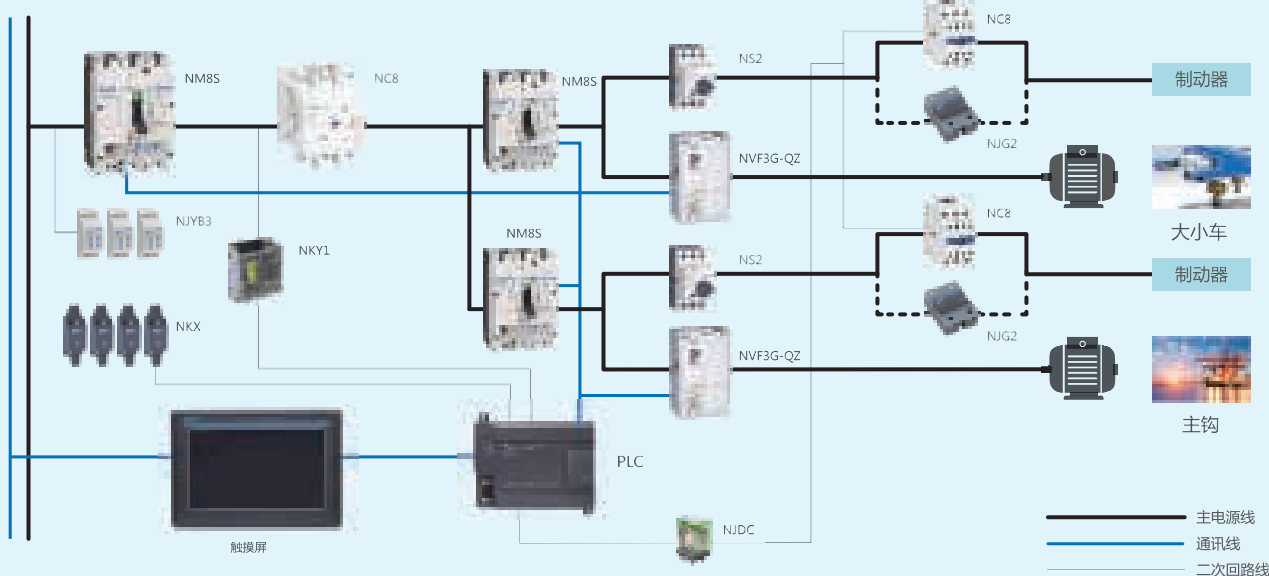 NC8
NM8S
NC8
NM8S
NS2
制动器
NJG2
NVF3G-QZ
NJYB3
NKY1
NM8S
NC8
大小车
NS2
制动器
NKX
NJG2
NVF3G-QZ
主钩
PLC
触摸屏
NJDC
主电源线
通讯线
二次回路线